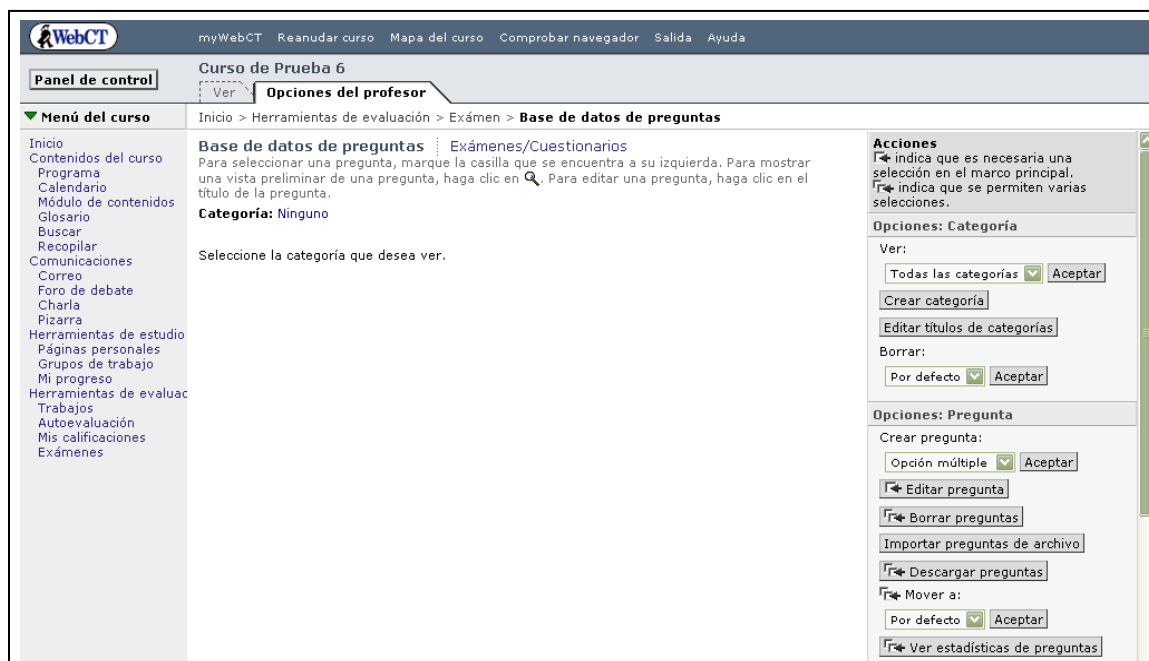 WebCT
myWebCT Reanudar curso Mapa del curso Comprobar navegador Salida Ayuda
Panel de control
Curso de Prueba 6
Ver Opciones del profesor
Menú del curso
Inicio > Herramientas de evaluación > Exámen > Base de datos de preguntas
Inicio
Contenidos del curso
Programa
Calendario
Módulo de contenidos
Glosario
Buscar
Recopilar
Comunicaciones
Correo
Foro de debate
Charla
Pizarra
Herramientas de estudio
Páginas personales
Grupos de trabajo
Mi progreso
Herramientas de evaluac
Trabajos
Autoevaluación
Mis calificaciones
Exámenes
Base de datos de preguntas Exámenes/Cuestionarios
Para seleccionar una pregunta, marque la casilla que se encuentra a su izquierda. Para mostrar
una vista preliminar de una pregunta, haga clic en . Para editar una pregunta, haga clic en el
título de la pregunta.
Categoría: Ninguno
Seleccione la categoría que desea ver.
Acciones
indica que es necesaria una
selección en el marco principal.
indica que se permiten varias
selecciones.
Opciones: Categoría
Ver:
Todas las categorías Aceptar
Crear categoría
Editar títulos de categorías
Borrar:
Por defecto Aceptar
Opciones: Pregunta
Crear pregunta:
Opción múltiple Aceptar
Editar pregunta
Borrar preguntas
Importar preguntas de archivo
Descargar preguntas
Mover a:
Por defecto Aceptar
Ver estadísticas de preguntas